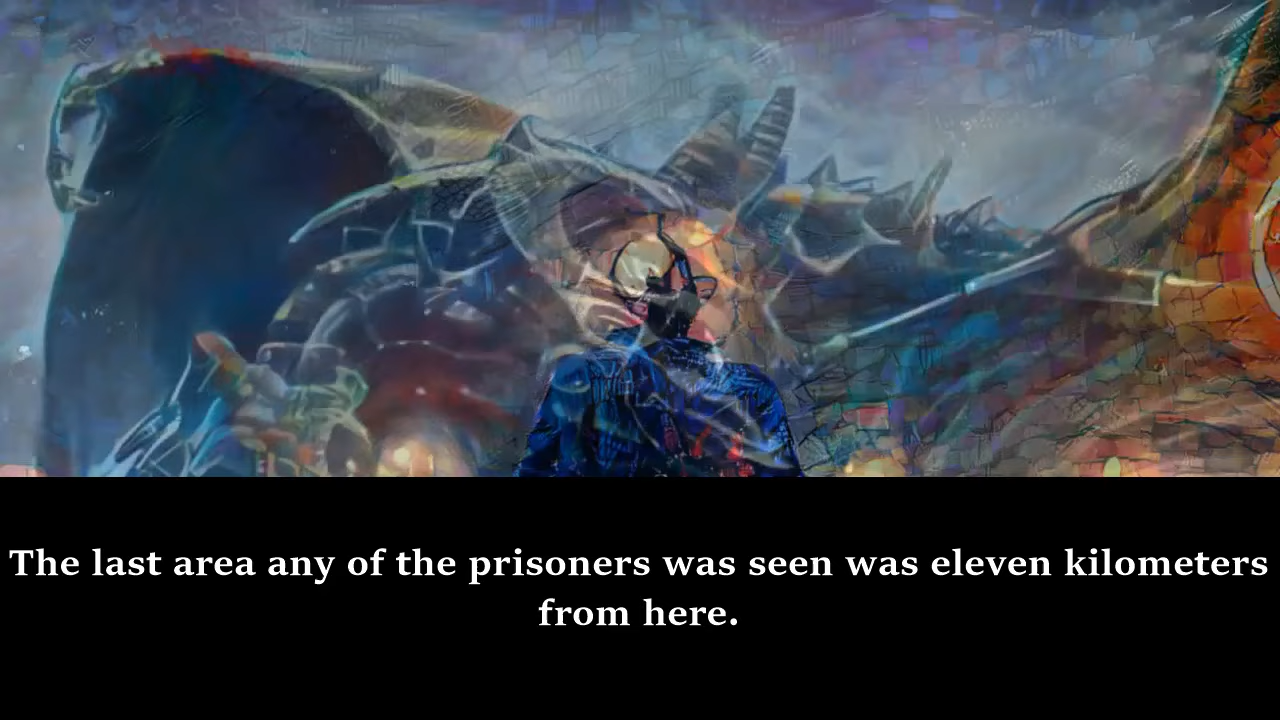 The last area any of the prisoners was seen was eleven kilometers
from here.